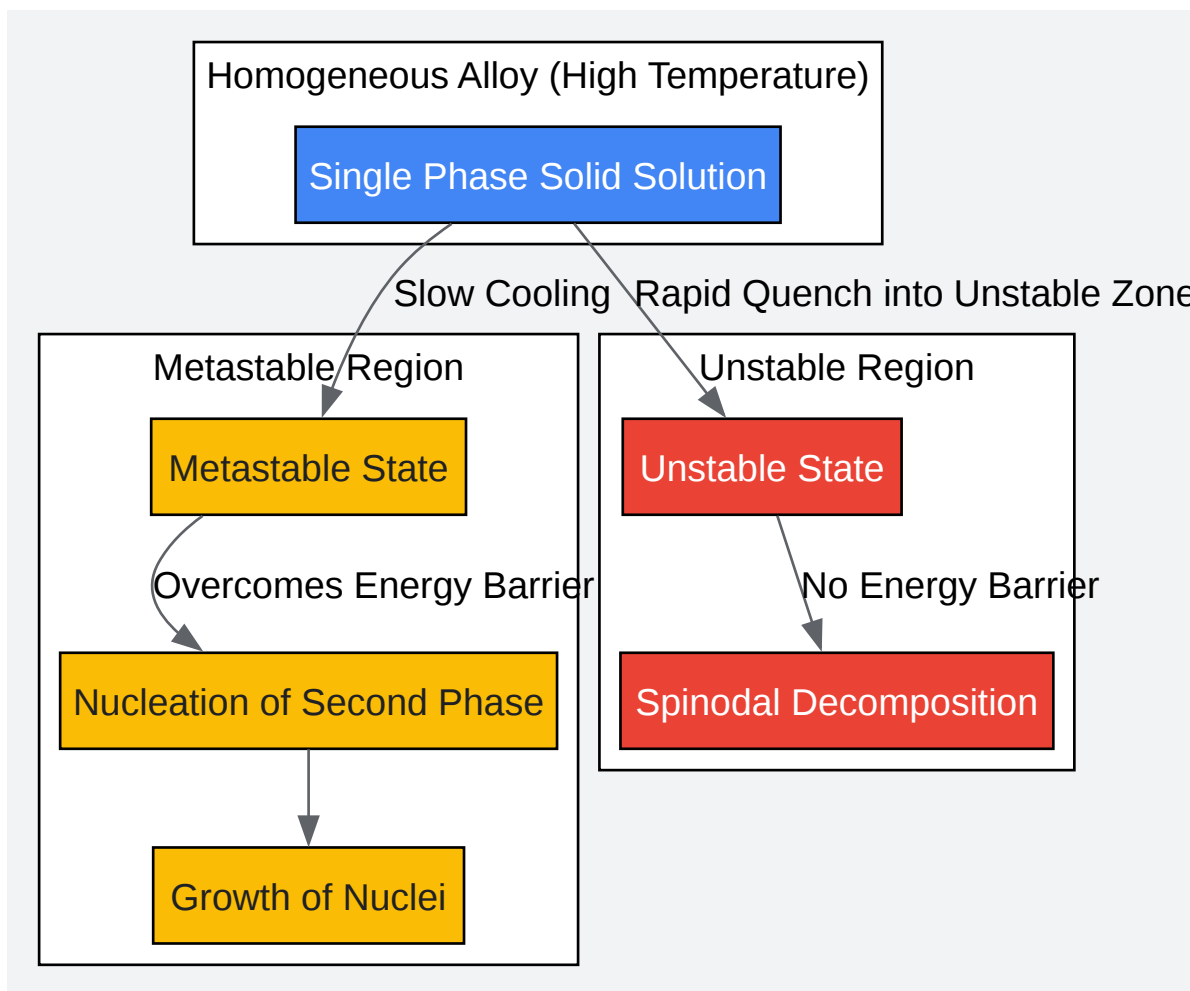 Homogeneous Alloy (High Temperature)
Single Phase Solid Solution
Slow Cooling
Rapid Quench into Unstable Zone
Metastable Region
Unstable Region
Metastable State
Unstable State
Overcomes Energy Barrier
No Energy Barrier
Nucleation of Second Phase
Spinodal Decomposition
Growth of Nuclei